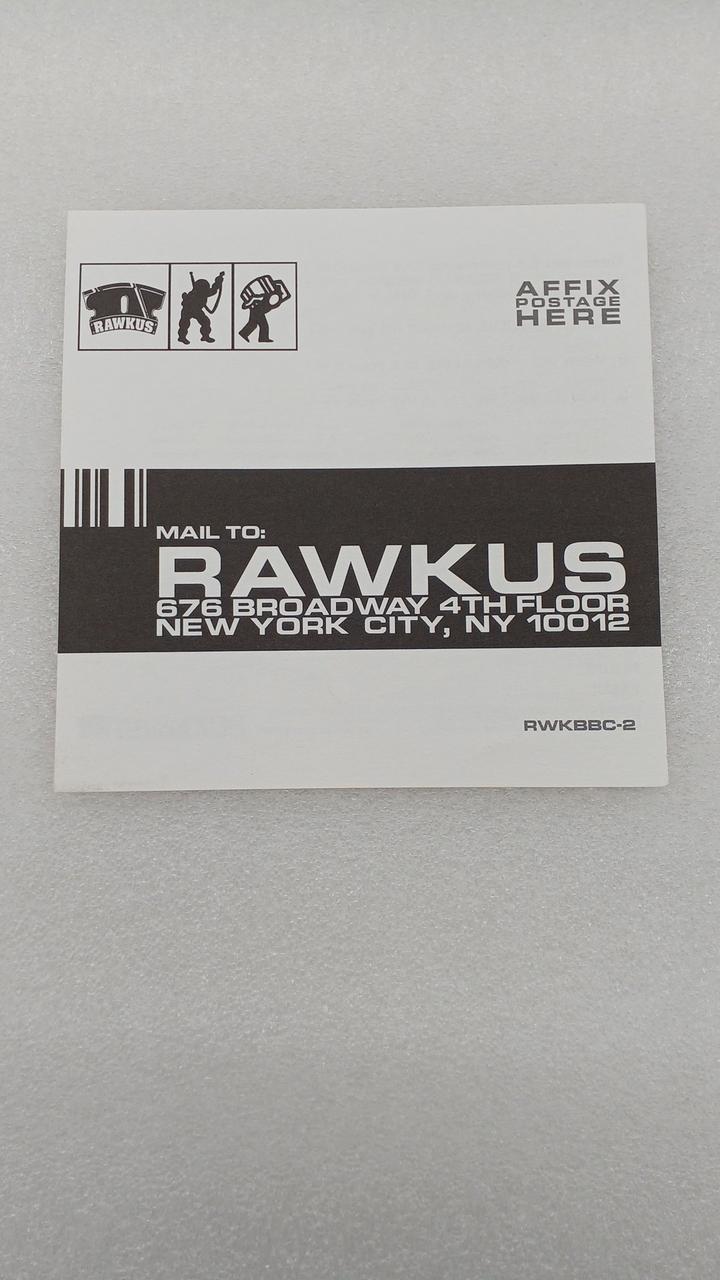 RAWKUS
AFFIX
POSTAGE
HERE
MAIL TO:
RAWKUS
676 BROADWAY 4TH FLOOR
NEW YORK CITY, NY 10012
RWKBBC-2